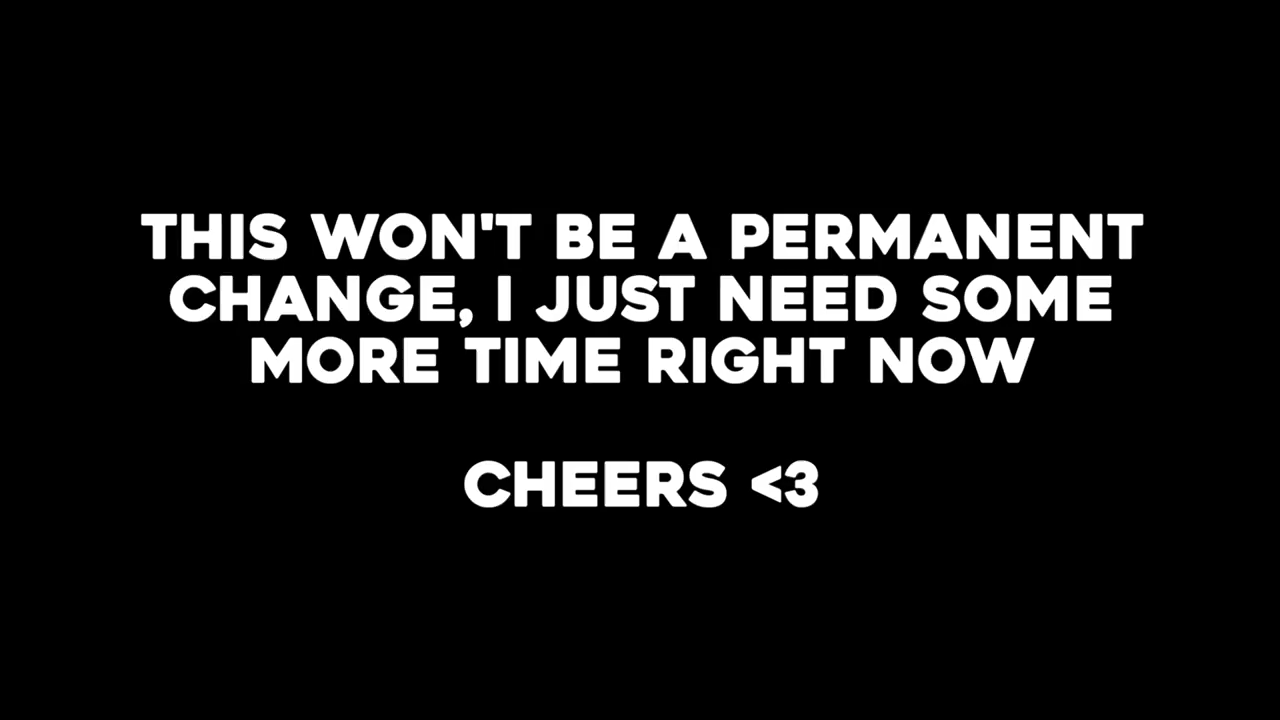 THIS WON'T BE A PERMANENT
CHANGE, I JUST NEED SOME
MORE TIME RIGHT NOW
CHEERS <3